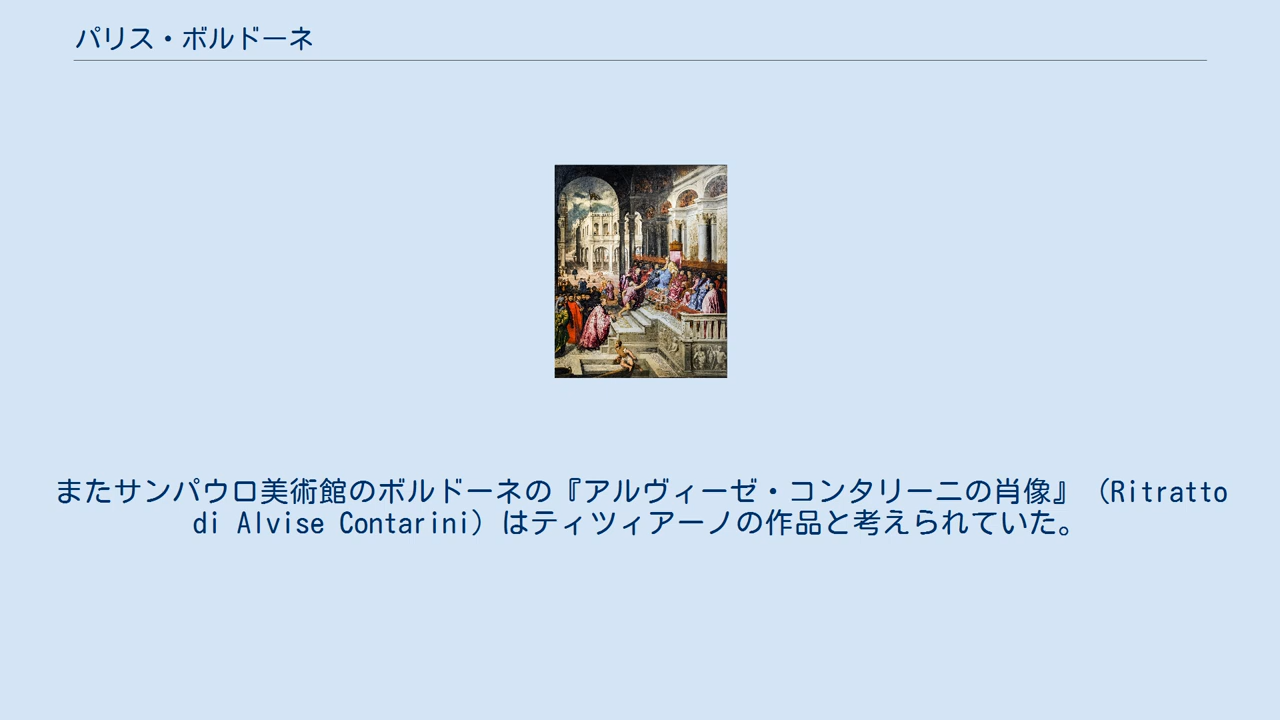 パリス・ボルドーネ
またサンパウロ美術館のボルドーネの『アルヴィーゼ・コンタリーニの肖像』（Ritratto
di Alvise Contarini）はティツィアーノの作品と考えられていた。